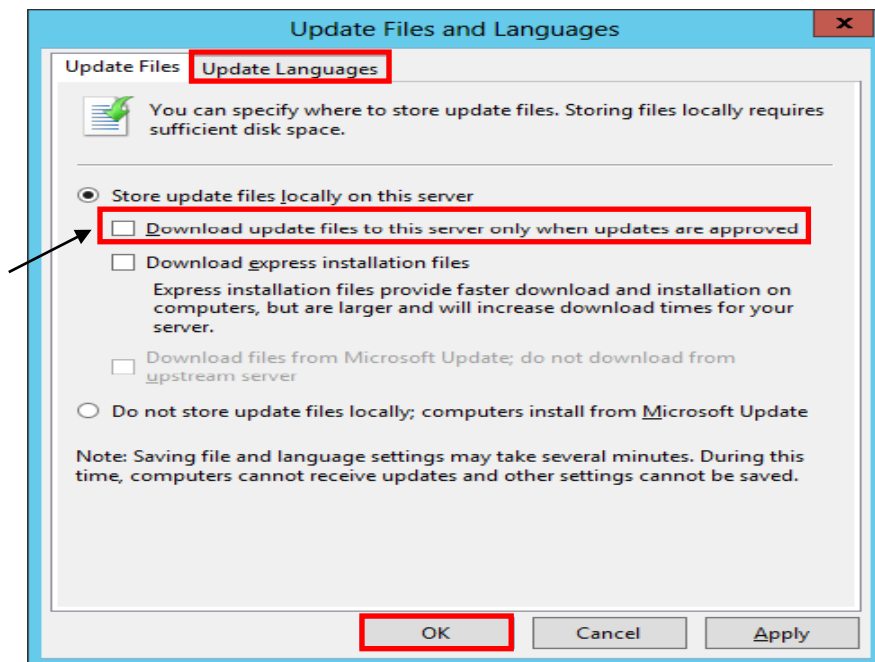 Update Files and Languages
x
Update Files Update Languages
You can specify where to store update files. Storing files locally requires
sufficient disk space.
Store update files locally on this server
Download update files to this server only when updates are approved
Download express installation files
Express installation files provide faster download and installation on
computers, but are larger and will increase download times for your
server.
Download files from Microsoft Update; do not download from
upstream server
Do not store update files locally; computers install from Microsoft Update
Note: Saving file and language settings may take several minutes. During this
time, computers cannot receive updates and other settings cannot be saved.
OK Cancel Apply